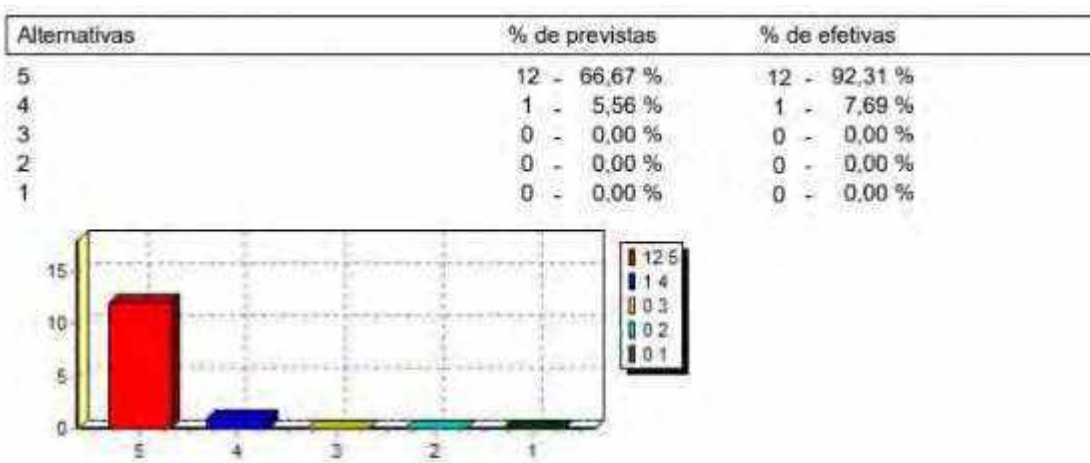 Alternativas % de previstas % de efetivas
5 12 - 66,67 % 12 - 92,31 %
4 1 - 5,56 % 1 - 7,69 %
3 0 - 0,00 % 0 - 0,00 %
2 0 - 0,00 % 0 - 0,00 %
1 0 - 0,00 % 0 - 0,00 %
15
10
5
0
5 4 3 2 1
12 5
1 4
0 3
0 2
0 1